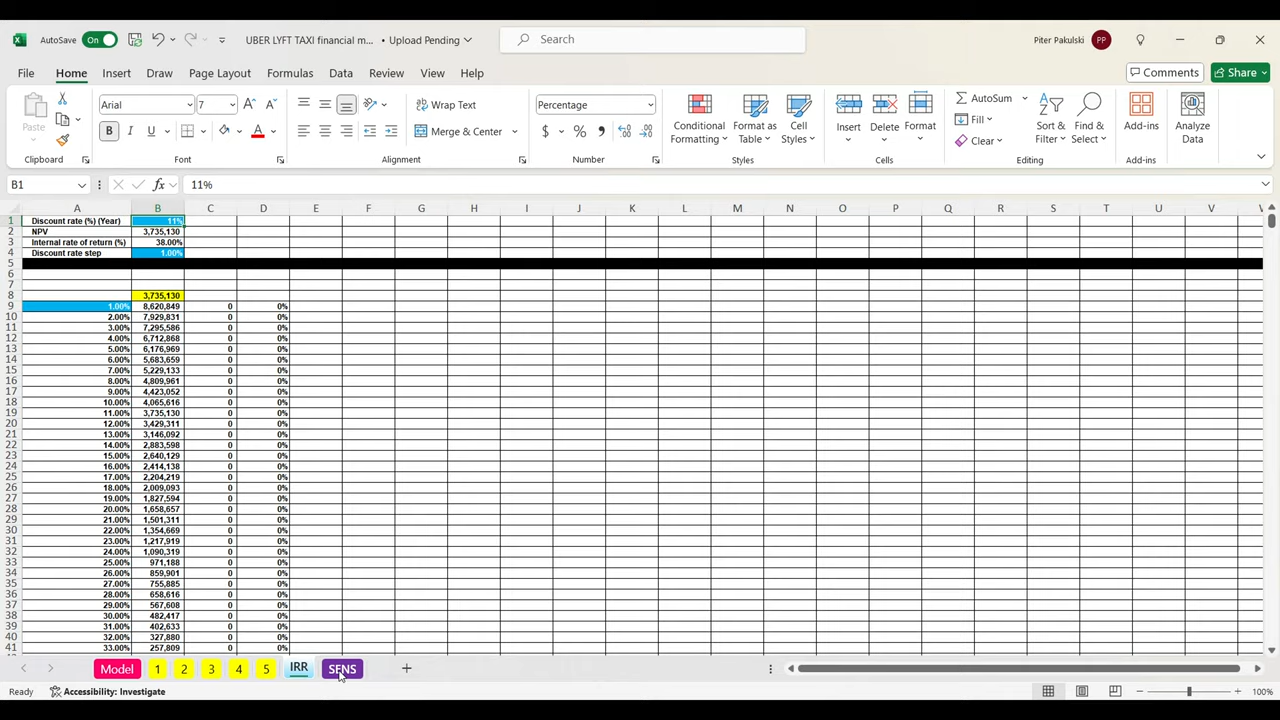 AutoSave On UBER LYFT TAXI financial m... • Upload Pending Search Piter Pakulski PP
File Home Insert Draw Page Layout Formulas Data Review View Help Comments Share
Paste Arial 7 Wrap Text Percentage Conditional Formatting Format as Table Cell Styles Insert Delete Format AutoSum Sort & Filter Find & Select Add-ins Analyze Data
B I U Merge & Center $ % Fill
Clear
Clipboard Font Alignment Number Styles Cells Editing Add-ins
B1 fx 11%
A B C D E F G H I J K L M N O P Q R S T U V
1 Discount rate (%) (Year) 11%
2 NPV 3,735,130
3 Internal rate of return (%) 38.00%
4 Discount rate step 1.00%
5
6
7
8 3,735,130
9 1.00% 8,620,849 0 0%
10 2.00% 7,929,831 0 0%
11 3.00% 7,295,586 0 0%
12 4.00% 6,712,868 0 0%
13 5.00% 6,176,969 0 0%
14 6.00% 5,683,659 0 0%
15 7.00% 5,229,133 0 0%
16 8.00% 4,809,961 0 0%
17 9.00% 4,423,052 0 0%
18 10.00% 4,065,616 0 0%
19 11.00% 3,735,130 0 0%
20 12.00% 3,429,311 0 0%
21 13.00% 3,146,092 0 0%
22 14.00% 2,883,598 0 0%
23 15.00% 2,640,129 0 0%
24 16.00% 2,414,138 0 0%
25 17.00% 2,204,219 0 0%
26 18.00% 2,009,093 0 0%
27 19.00% 1,827,594 0 0%
28 20.00% 1,658,657 0 0%
29 21.00% 1,501,311 0 0%
30 22.00% 1,354,669 0 0%
31 23.00% 1,217,919 0 0%
32 24.00% 1,090,319 0 0%
33 25.00% 971,188 0 0%
34 26.00% 859,901 0 0%
35 27.00% 755,885 0 0%
36 28.00% 658,616 0 0%
37 29.00% 567,608 0 0%
38 30.00% 482,417 0 0%
39 31.00% 402,633 0 0%
40 32.00% 327,880 0 0%
41 33.00% 257,809 0 0%
Model 1 2 3 4 5 IRR SENS
Ready Accessibility: Investigate 100%